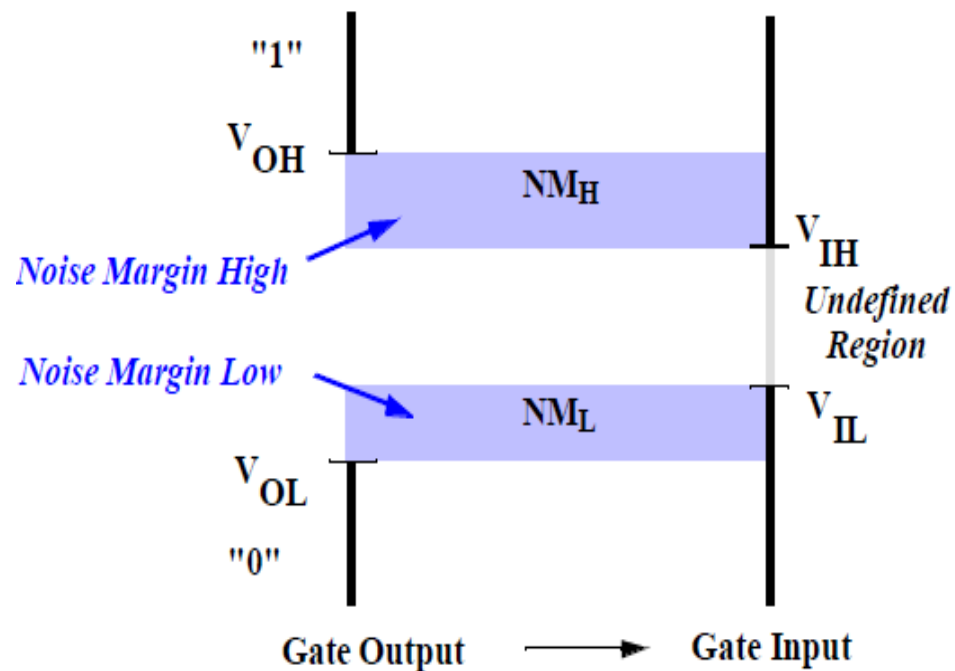 "1"
VOH
NMH
Noise Margin High
VIH
Undefined
Region
Noise Margin Low
NML
VIL
VOL
"0"
Gate Output
Gate Input